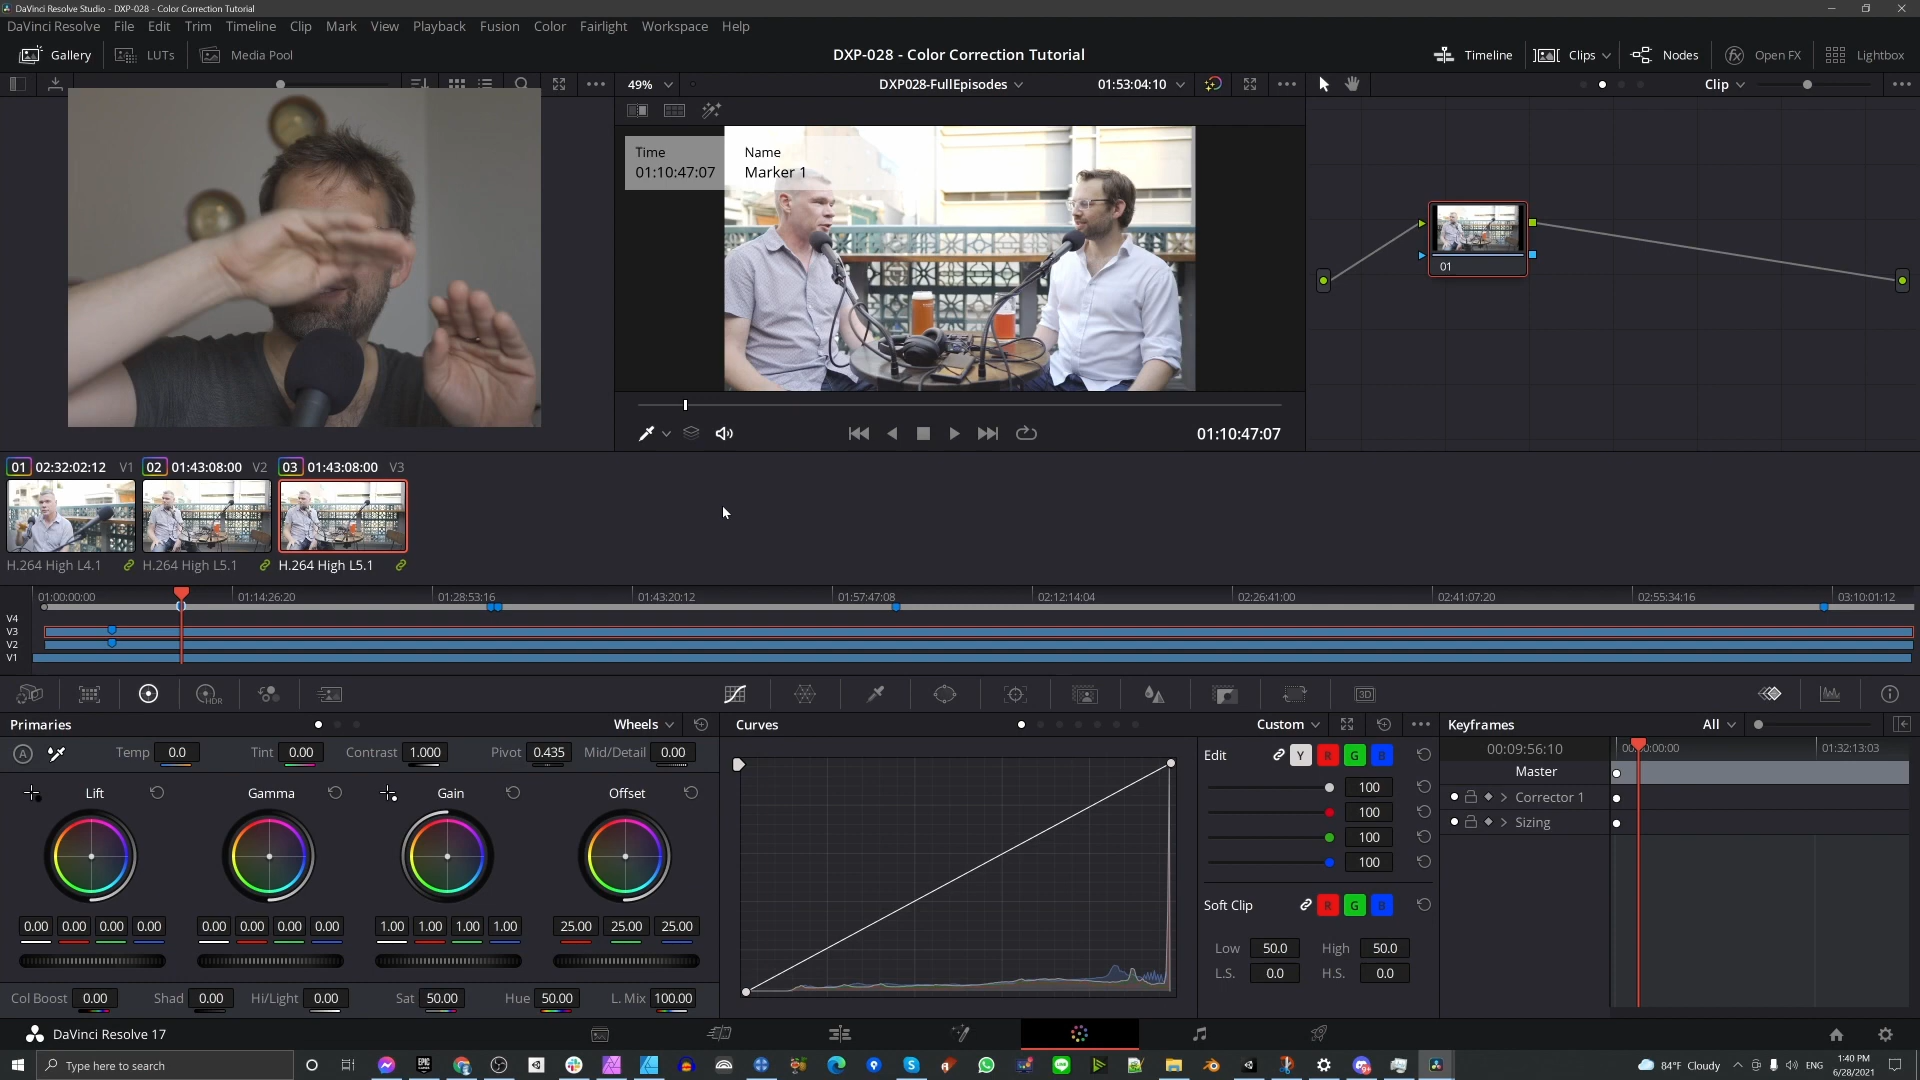 DaVinci Resolve Studio - DXP-028 - Color Correction Tutorial
DaVinci Resolve File Edit Trim Timeline Clip Mark View Playback Fusion Color Fairlight Workspace Help
Gallery LUTs Media Pool DXP-028 - Color Correction Tutorial Timeline Clips Nodes Open FX Lightbox
49% DXP028-FullEpisodes 01:53:04:10 Clip
Time Name
01:10:47:07 Marker 1
01
01:10:47:07
01 02:32:02:12 V1 02 01:43:08:00 V2 03 01:43:08:00 V3
H.264 High L4.1 H.264 High L5.1 H.264 High L5.1
01:00:00:00 01:14:26:20 01:28:53:16 01:43:20:12 01:57:47:08 02:12:14:04 02:26:41:00 02:41:07:20 02:55:34:16 03:10:01:12
V4
V3
V2
V1
HDR 3D
Primaries Wheels Curves Custom Keyframes All
A Temp 0.0 Tint 0.00 Contrast 1.000 Pivot 0.435 Mid/Detail 0.00
Edit Y R G B
00:09:56:10 01:32:13:03
Master
Lift Gamma Gain Offset
100
Corrector 1
100
Sizing
100
100
Soft Clip R G B
0.00 0.00 0.00 0.00 0.00 0.00 0.00 0.00 1.00 1.00 1.00 1.00 25.00 25.00 25.00
Low 50.0 High 50.0
L.S. 0.0 H.S. 0.0
Col Boost 0.00 Shad 0.00 Hi/Light 0.00 Sat 50.00 Hue 50.00 L. Mix 100.00
DaVinci Resolve 17
Type here to search 84°F Cloudy ENG 1:40 PM
6/28/2021